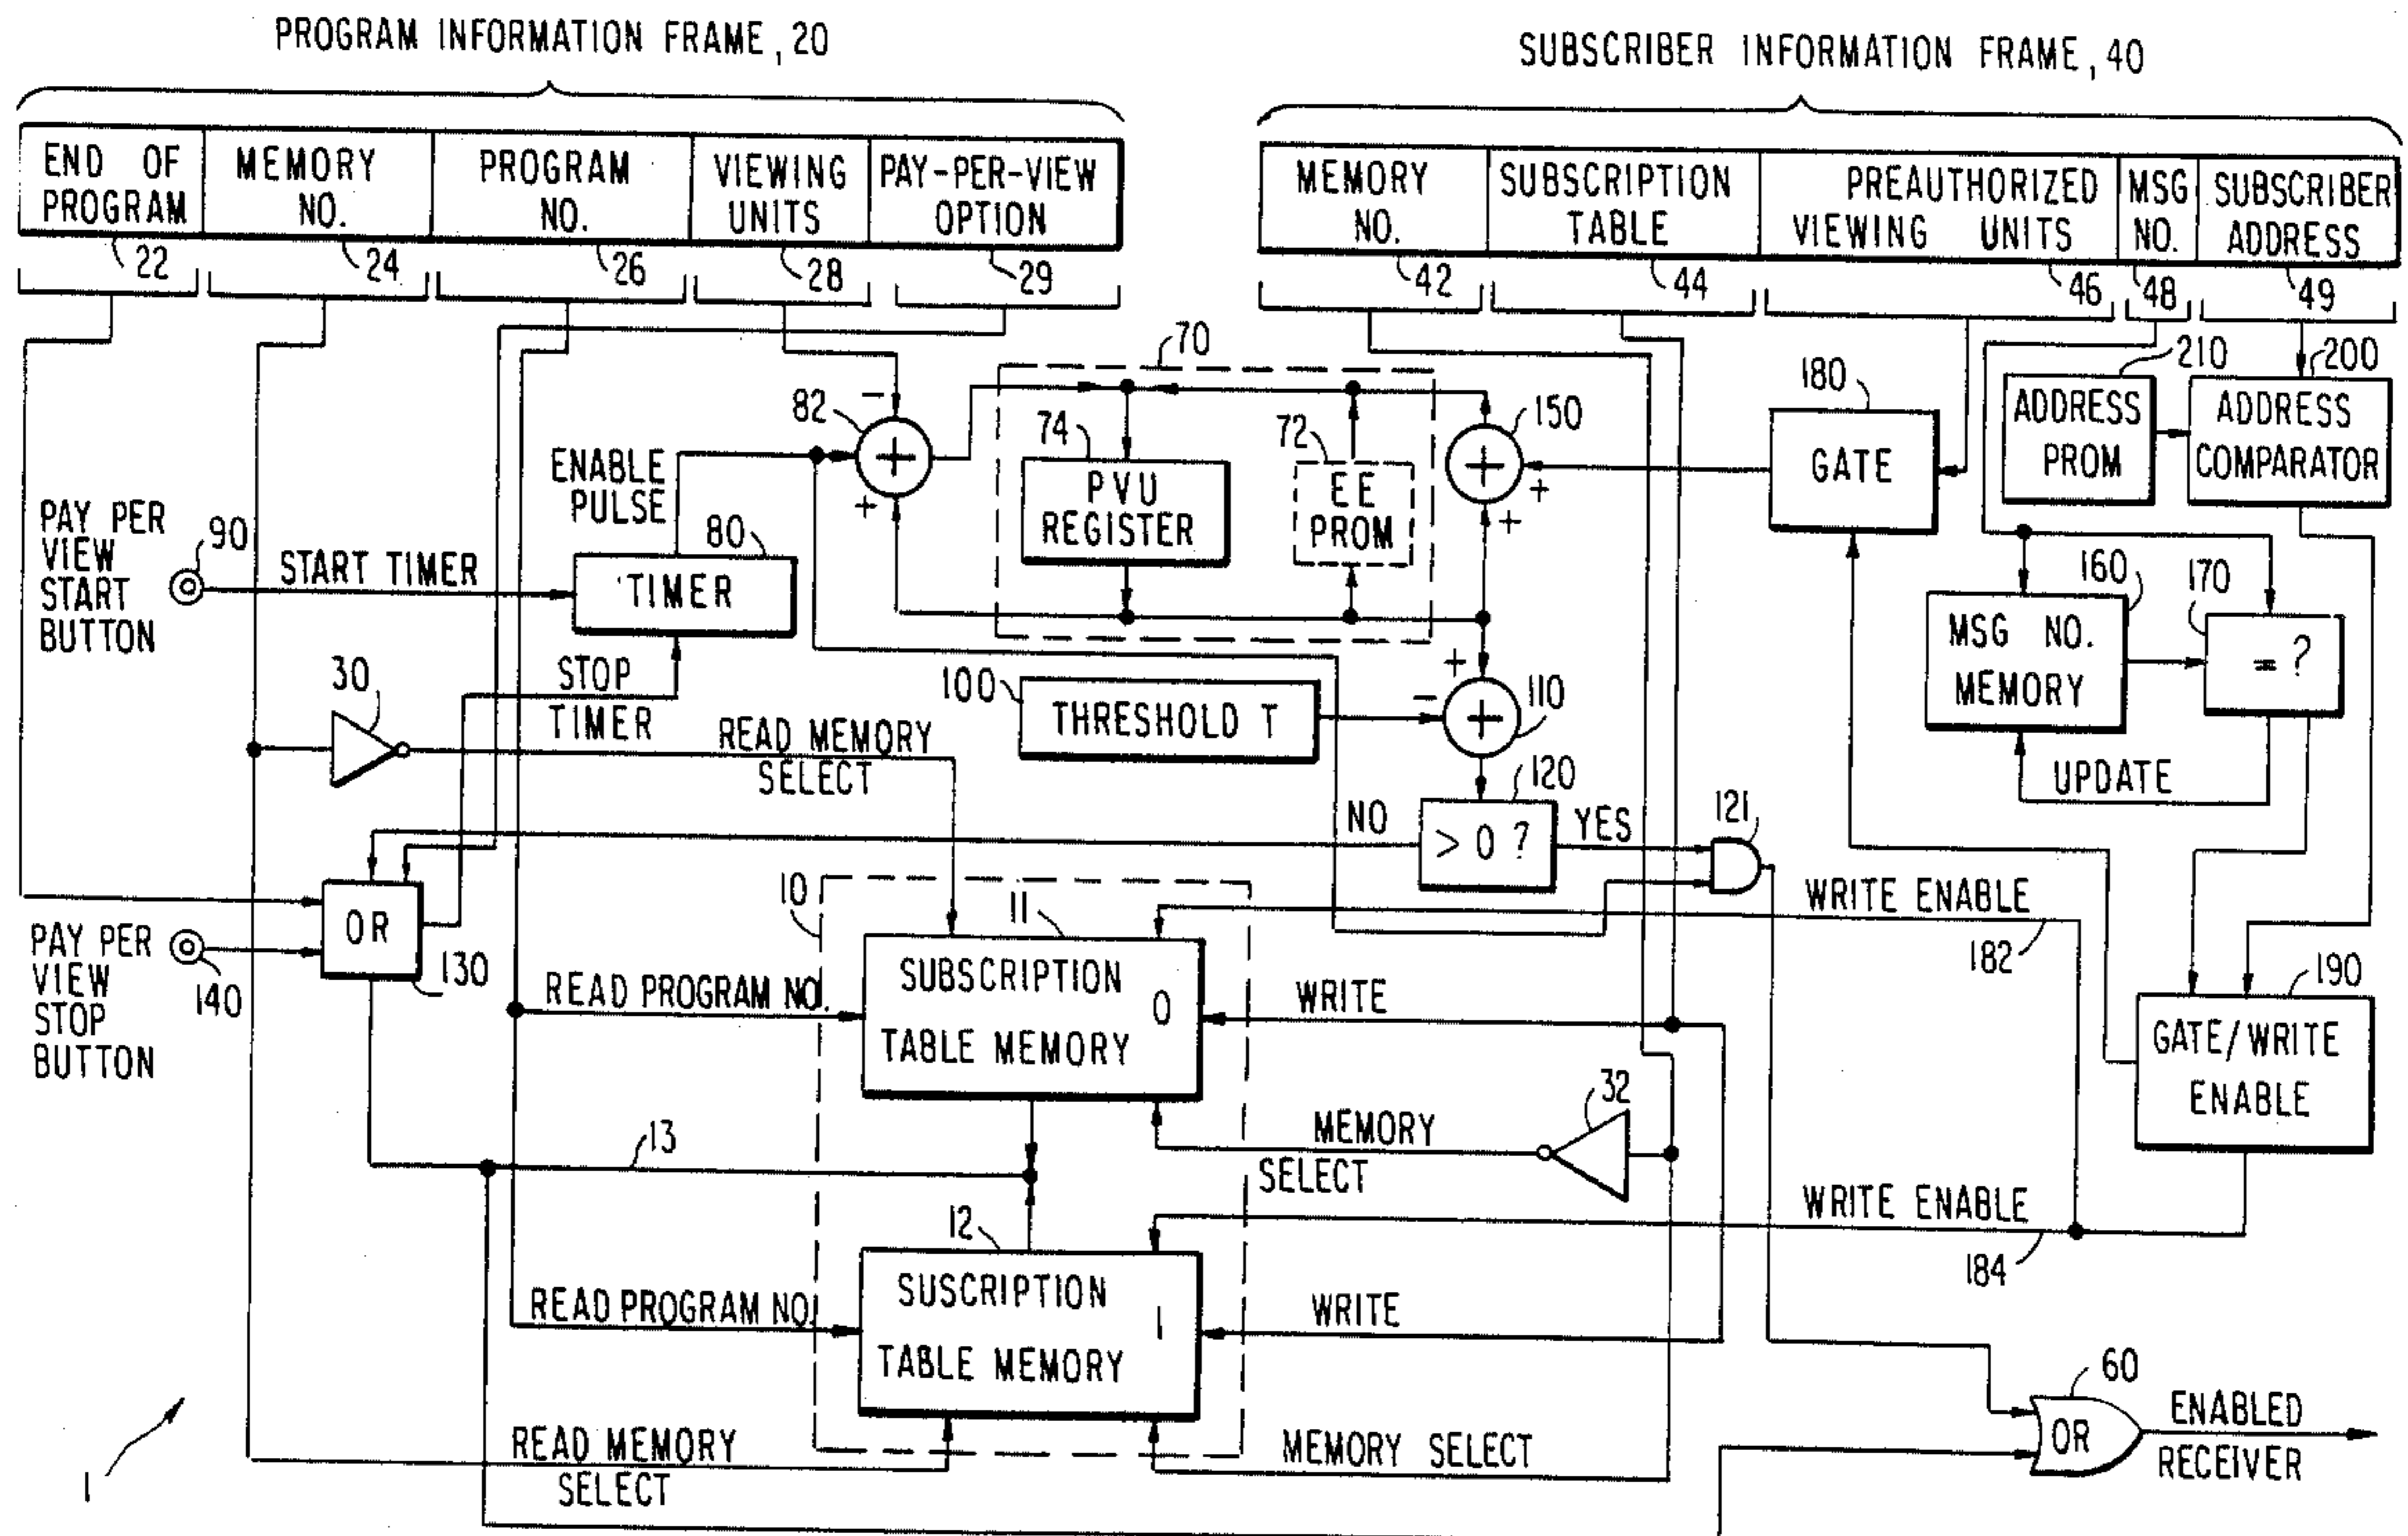 PROGRAM INFORMATION FRAME, 20
SUBSCRIBER INFORMATION FRAME, 40
END OF
PROGRAM
MEMORY
NO.
PROGRAM
NO.
VIEWING
UNITS
PAY-PER-VIEW
OPTION
MEMORY
NO.
SUBSCRIPTION
TABLE
PREAUTHORIZED
VIEWING UNITS
MSG
NO.
SUBSCRIBER
ADDRESS
22
24
26
28
29
42
44
46
48
49
70
210
200
180
82
74
72
150
ADDRESS
PROM
ADDRESS
COMPARATOR
GATE
ENABLE
PULSE
PVU
REGISTER
EE
PROM
−
+
+
+
+
+
PAY PER
VIEW
START
BUTTON
90
START TIMER
80
TIMER
160
170
MSG NO.
MEMORY
= ?
UPDATE
30
STOP
TIMER
100
THRESHOLD T
+
−
+
110
READ MEMORY
SELECT
120
> 0 ?
NO
YES
121
10
11
WRITE ENABLE
182
OR
130
PAY PER
VIEW
STOP
BUTTON
140
READ PROGRAM NO.
SUBSCRIPTION
TABLE MEMORY
0
WRITE
190
GATE/WRITE
ENABLE
32
MEMORY
SELECT
13
12
WRITE ENABLE
184
READ PROGRAM NO.
SUSCRIPTION
TABLE MEMORY
1
WRITE
60
OR
ENABLED
RECEIVER
READ MEMORY
SELECT
MEMORY SELECT
1